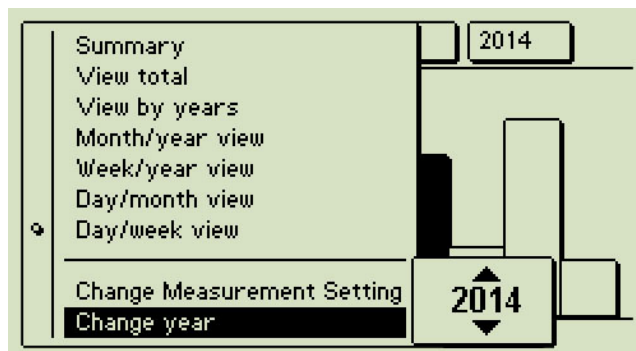 2014
Summary
View total
View by years
Month/year view
Week/year view
Day/month view
Day/week view
Change Measurement Setting
Change year
2014